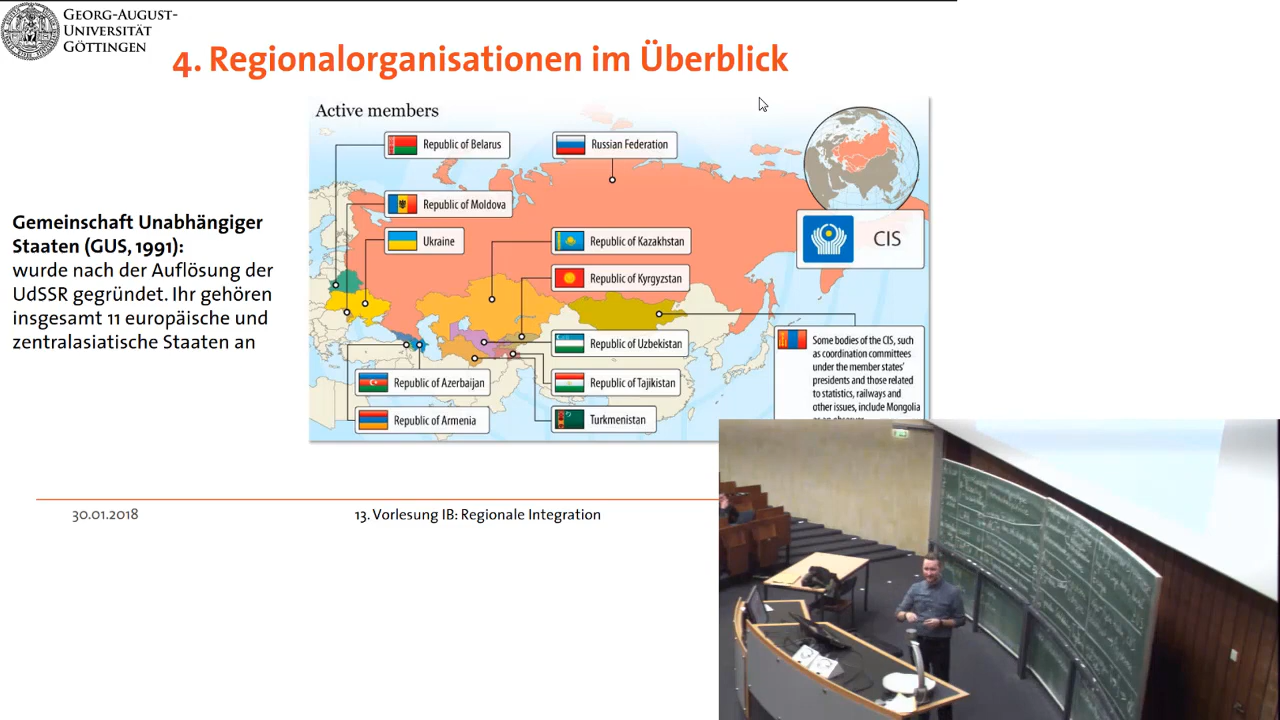 GEORG-AUGUST-
UNIVERSITÄT
GÖTTINGEN
4. Regionalorganisationen im Überblick
Active members
Republic of Belarus
Russian Federation
Republic of Moldova
Ukraine
Republic of Kazakhstan
CIS
Republic of Kyrgyzstan
Gemeinschaft Unabhängiger
Staaten (GUS, 1991):
wurde nach der Auflösung der
UdSSR gegründet. Ihr gehören
insgesamt 11 europäische und
zentralasiatische Staaten an
Republic of Uzbekistan
Some bodies of the CIS, such
as coordination committees
under the member states'
presidents and those related
to statistics, railways and
other issues, include Mongolia
Republic of Azerbaijan
Republic of Tajikistan
Republic of Armenia
Turkmenistan
30.01.2018
13. Vorlesung IB: Regionale Integration